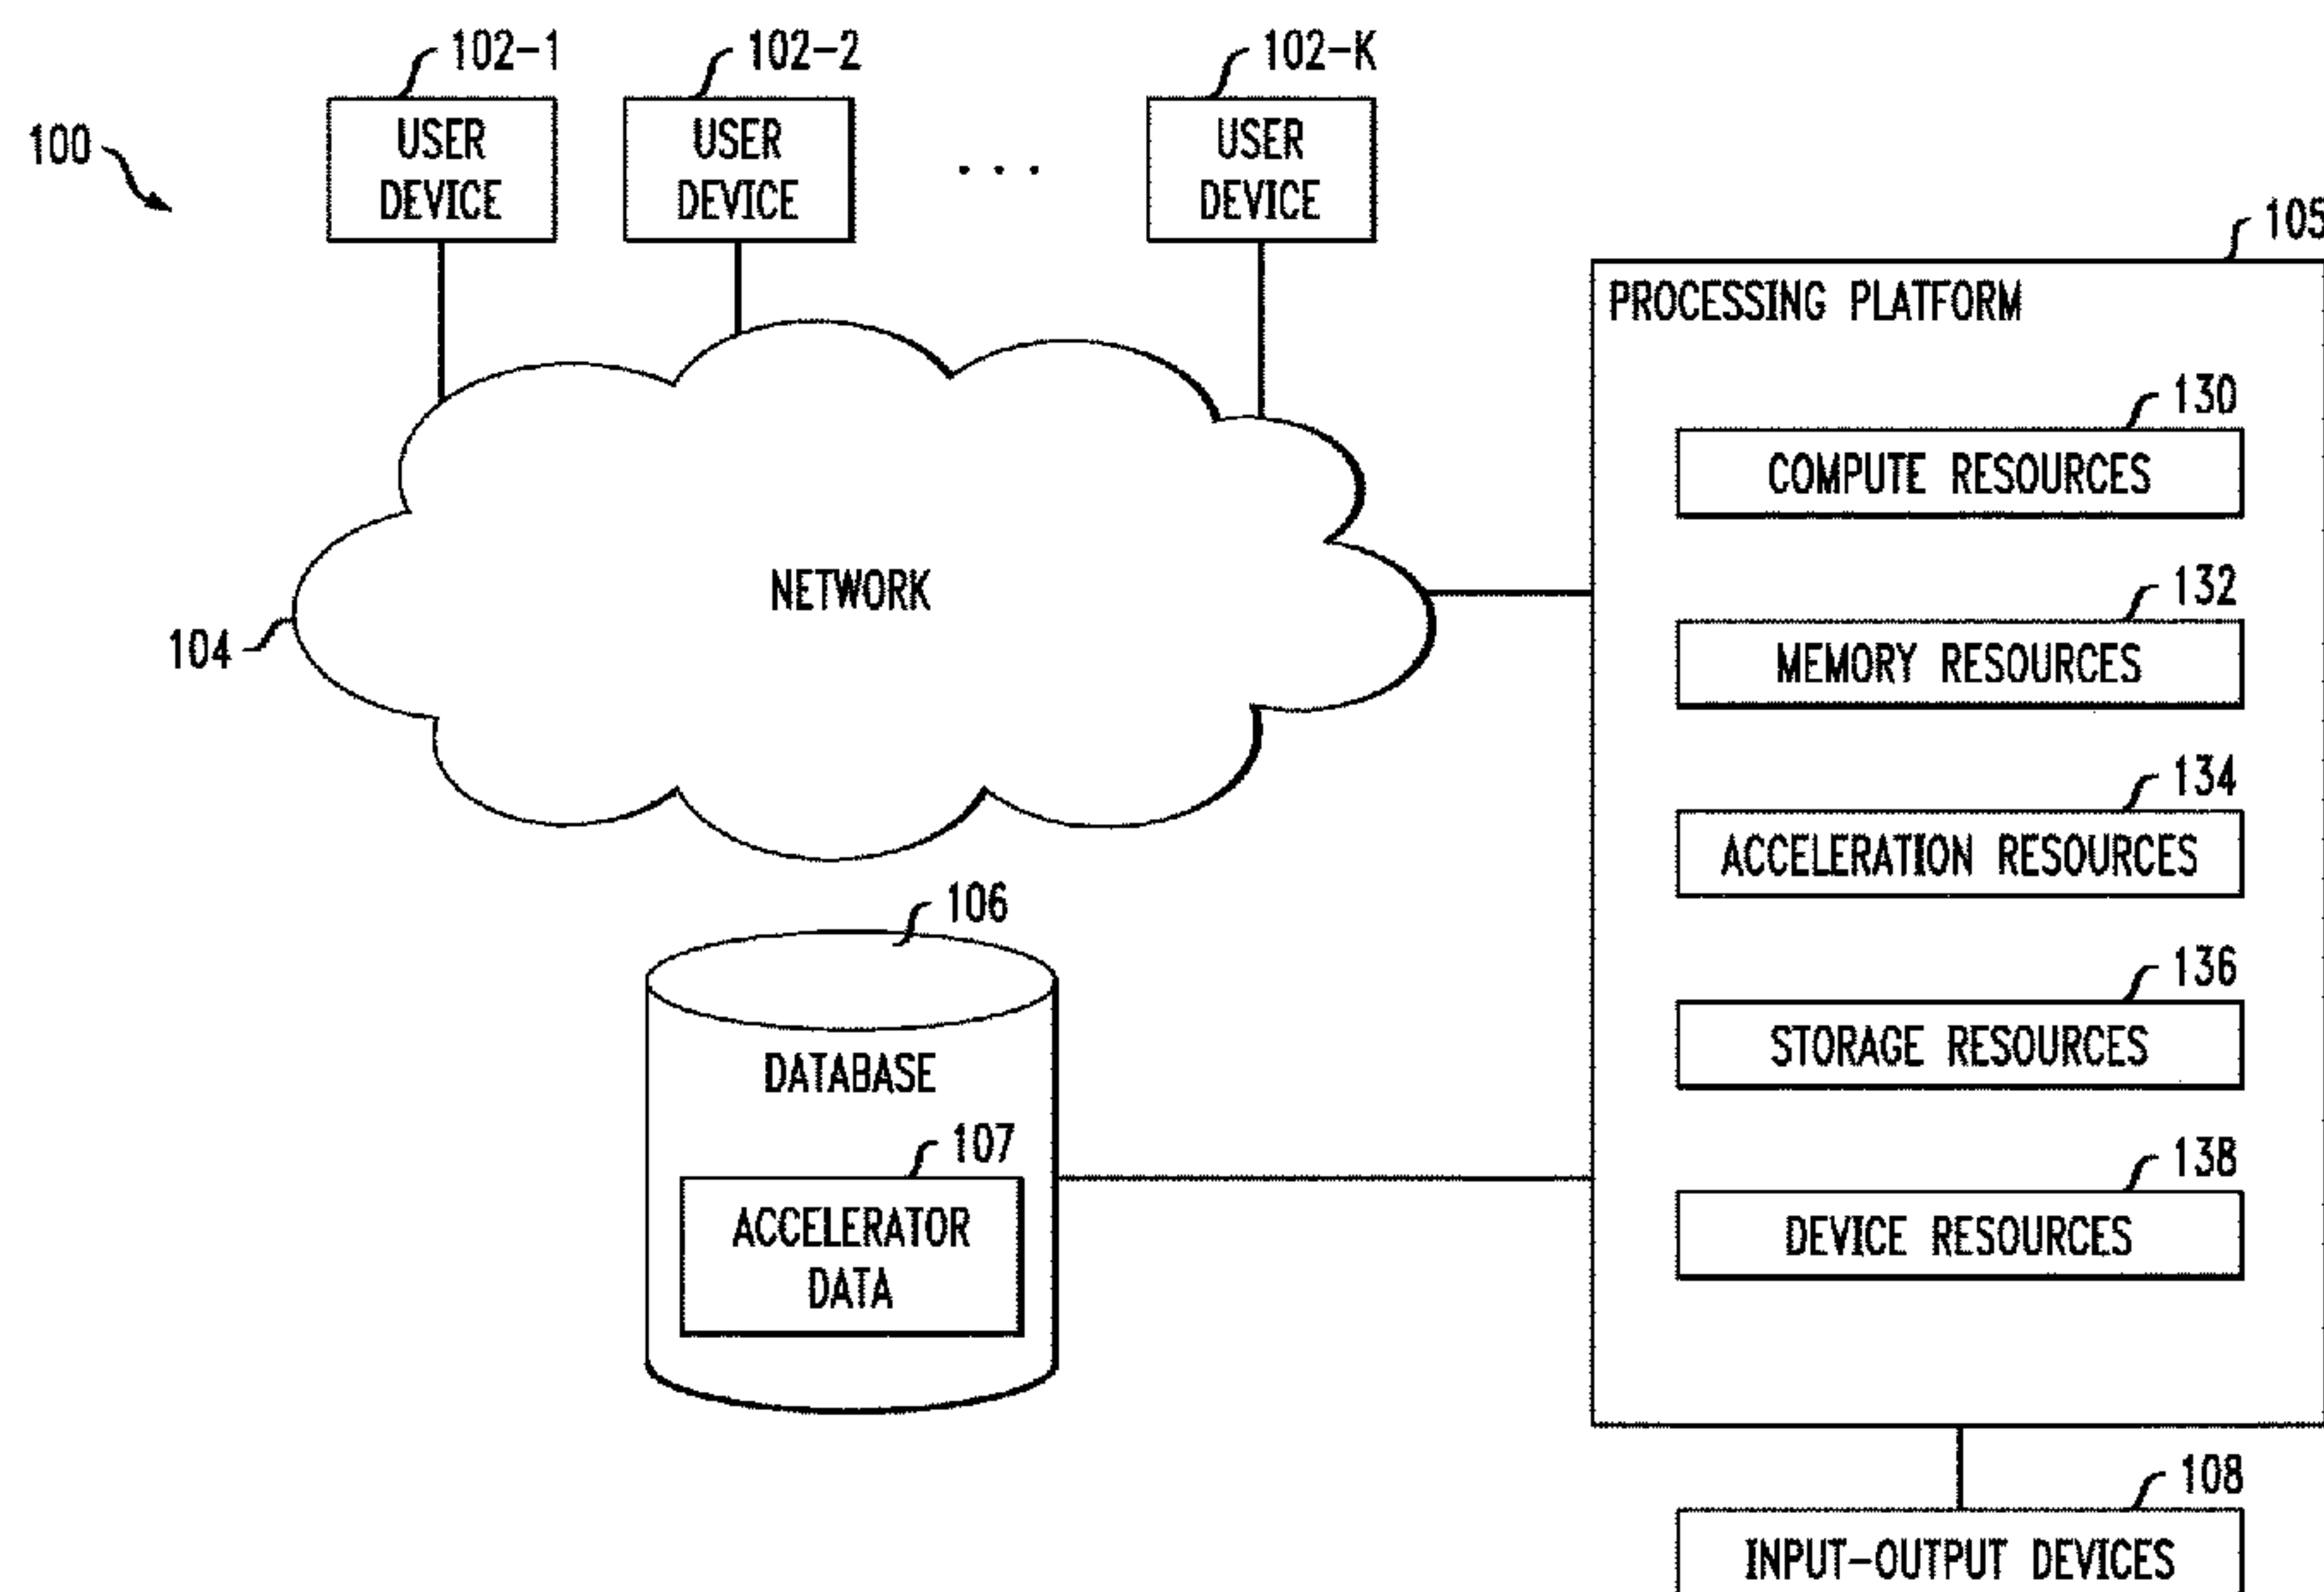 100
102-1
102-2
102-K
USER
DEVICE
USER
DEVICE
. . .
USER
DEVICE
NETWORK
104
105
PROCESSING PLATFORM
130
COMPUTE RESOURCES
132
MEMORY RESOURCES
134
ACCELERATION RESOURCES
136
STORAGE RESOURCES
138
DEVICE RESOURCES
106
DATABASE
107
ACCELERATOR
DATA
108
INPUT-OUTPUT DEVICES